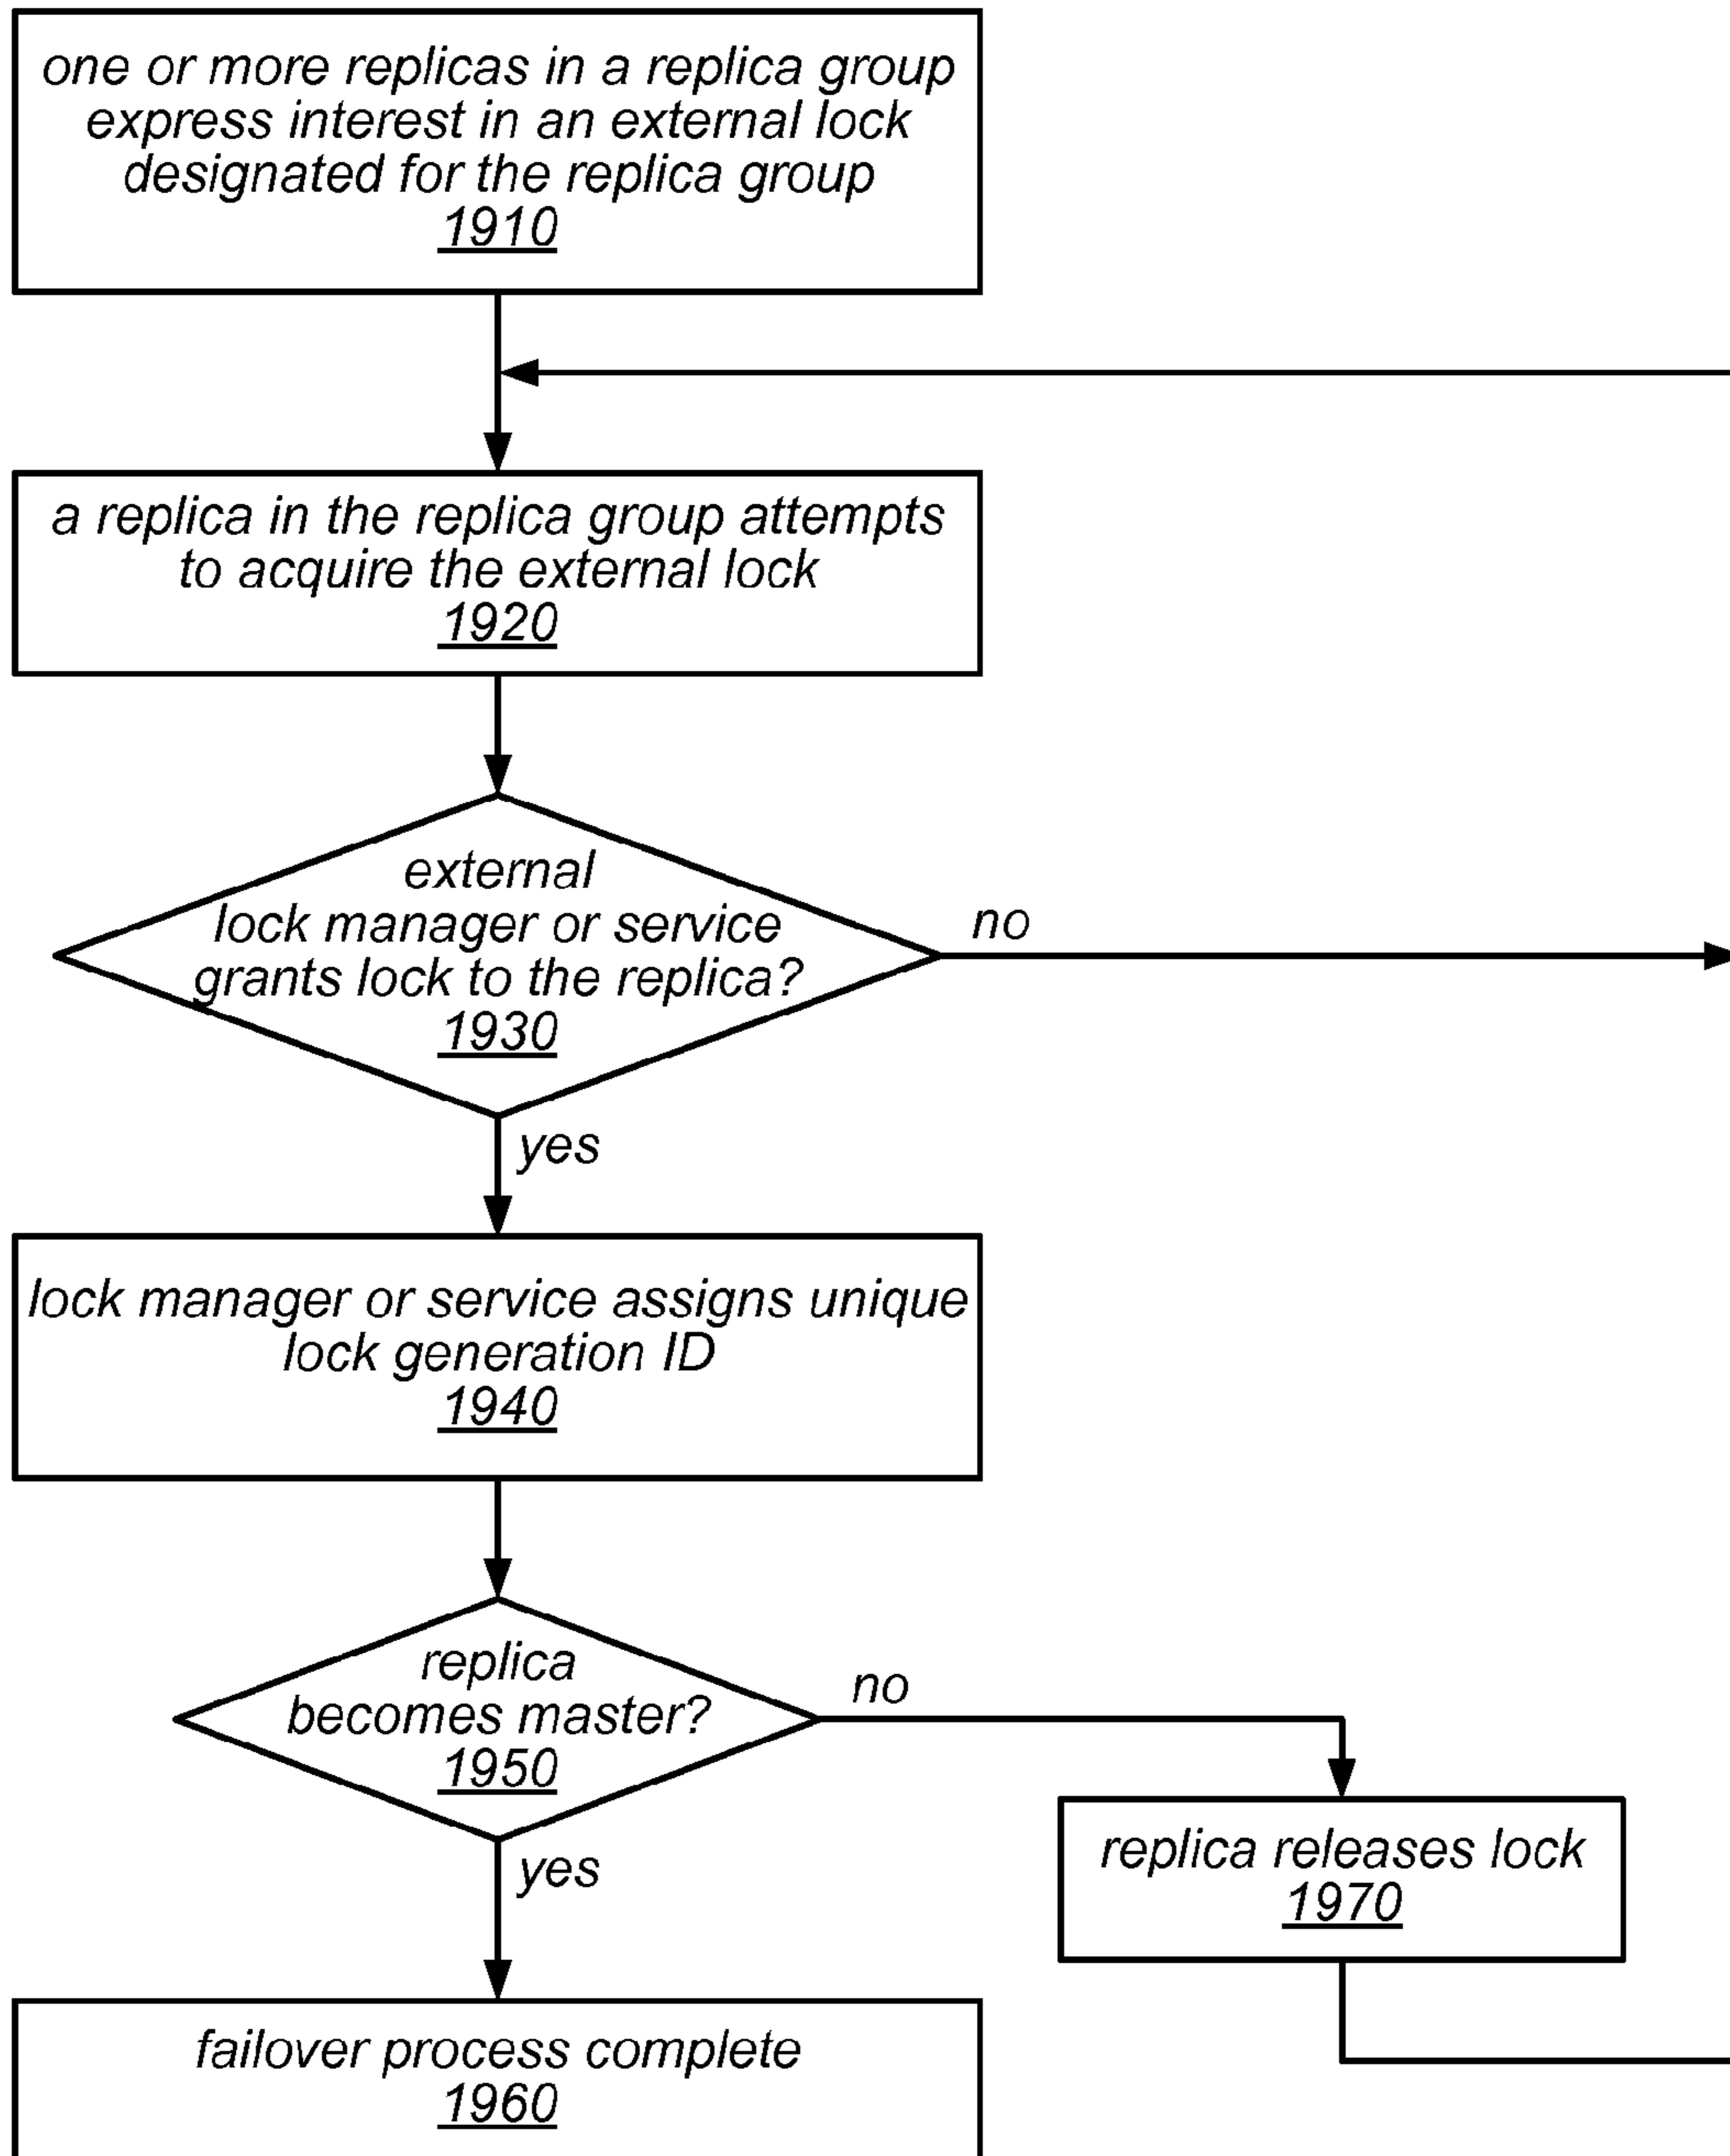 one or more replicas in a replica group
express interest in an external lock
designated for the replica group
1910
a replica in the replica group attempts
to acquire the external lock
1920
external
lock manager or service
grants lock to the replica?
1930
no
yes
lock manager or service assigns unique
lock generation ID
1940
replica
becomes master?
1950
no
yes
replica releases lock
1970
failover process complete
1960